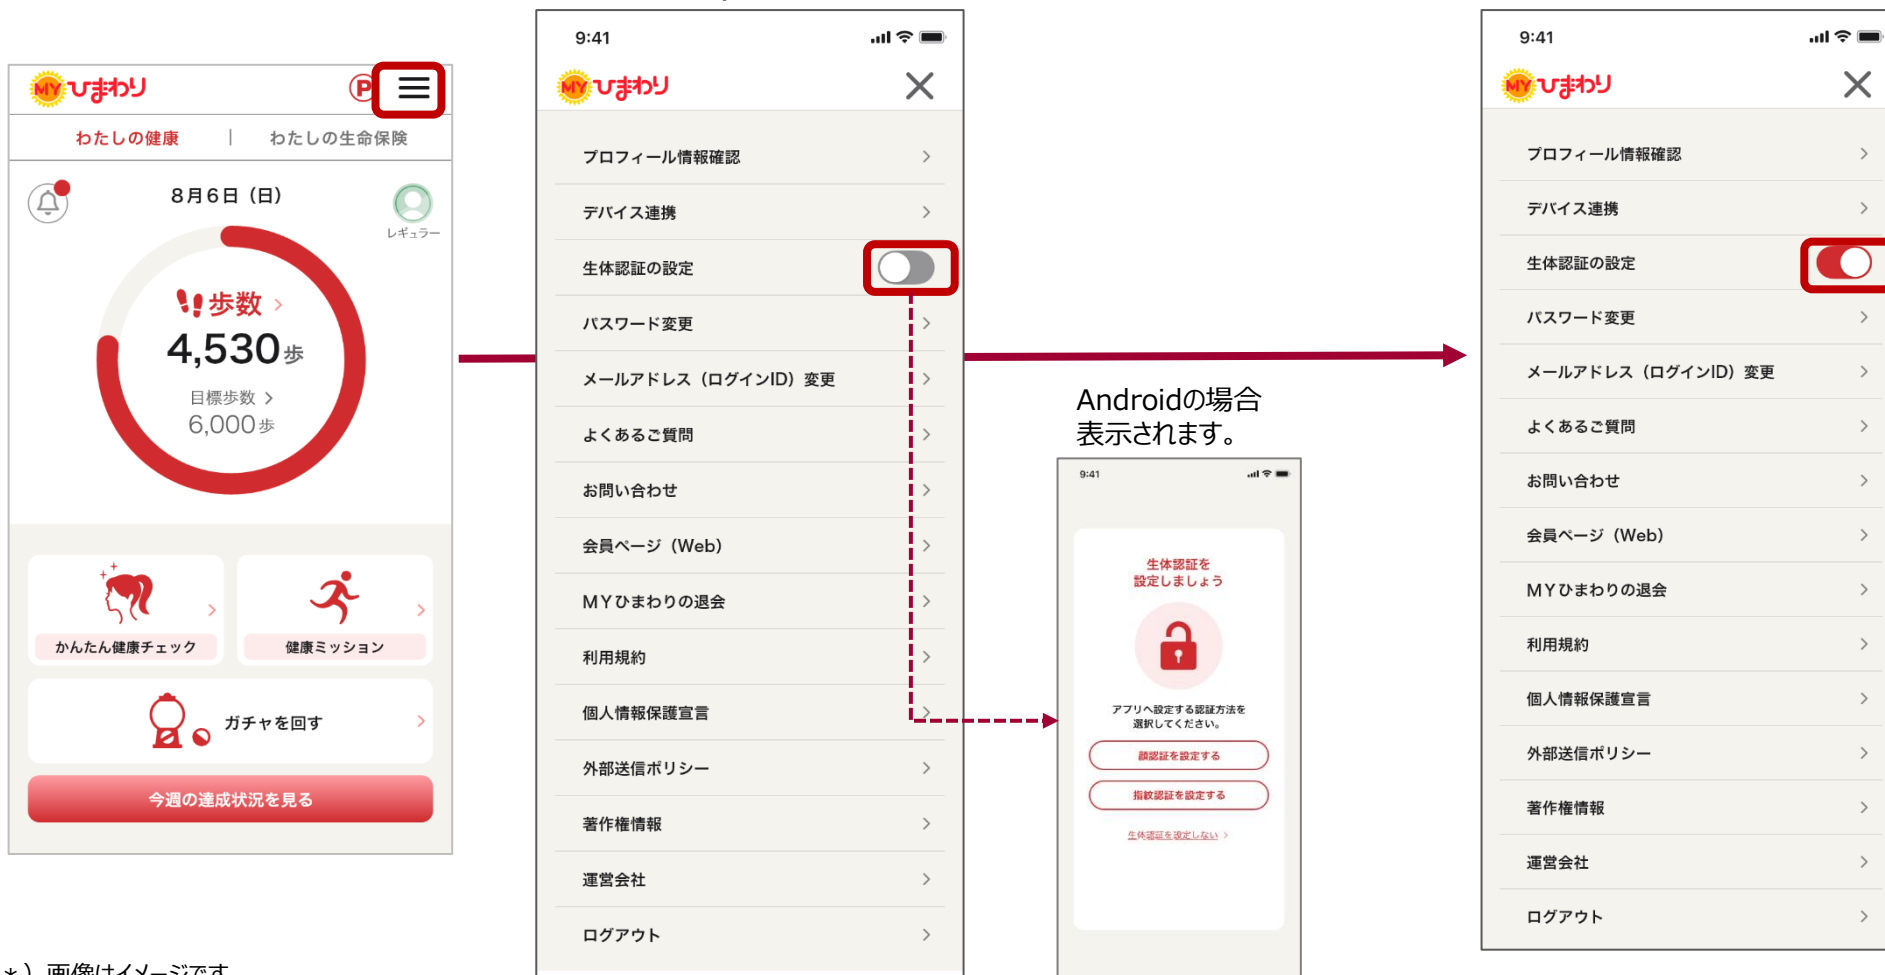 MY ひまわり
P
わたしの健康 | わたしの生命保険
8月6日（日）
レギュラー
歩数 >
4,530歩
目標歩数 >
6,000歩
かんたん健康チェック
健康ミッション
ガチャを回す
今週の達成状況を見る
*）画像はイメージです
9:41
MY ひまわり
プロフィール情報確認
デバイス連携
生体認証の設定
パスワード変更
メールアドレス（ログインID）変更
よくあるご質問
お問い合わせ
会員ページ（Web）
MYひまわりの退会
利用規約
個人情報保護宣言
外部送信ポリシー
著作権情報
運営会社
ログアウト
Androidの場合
表示されます。
9:41
生体認証を
設定しましょう
アプリへ設定する認証方法を
選択してください。
顔認証を設定する
指紋認証を設定する
生体認証を設定しない >
9:41
MY ひまわり
プロフィール情報確認
デバイス連携
生体認証の設定
パスワード変更
メールアドレス（ログインID）変更
よくあるご質問
お問い合わせ
会員ページ（Web）
MYひまわりの退会
利用規約
個人情報保護宣言
外部送信ポリシー
著作権情報
運営会社
ログアウト